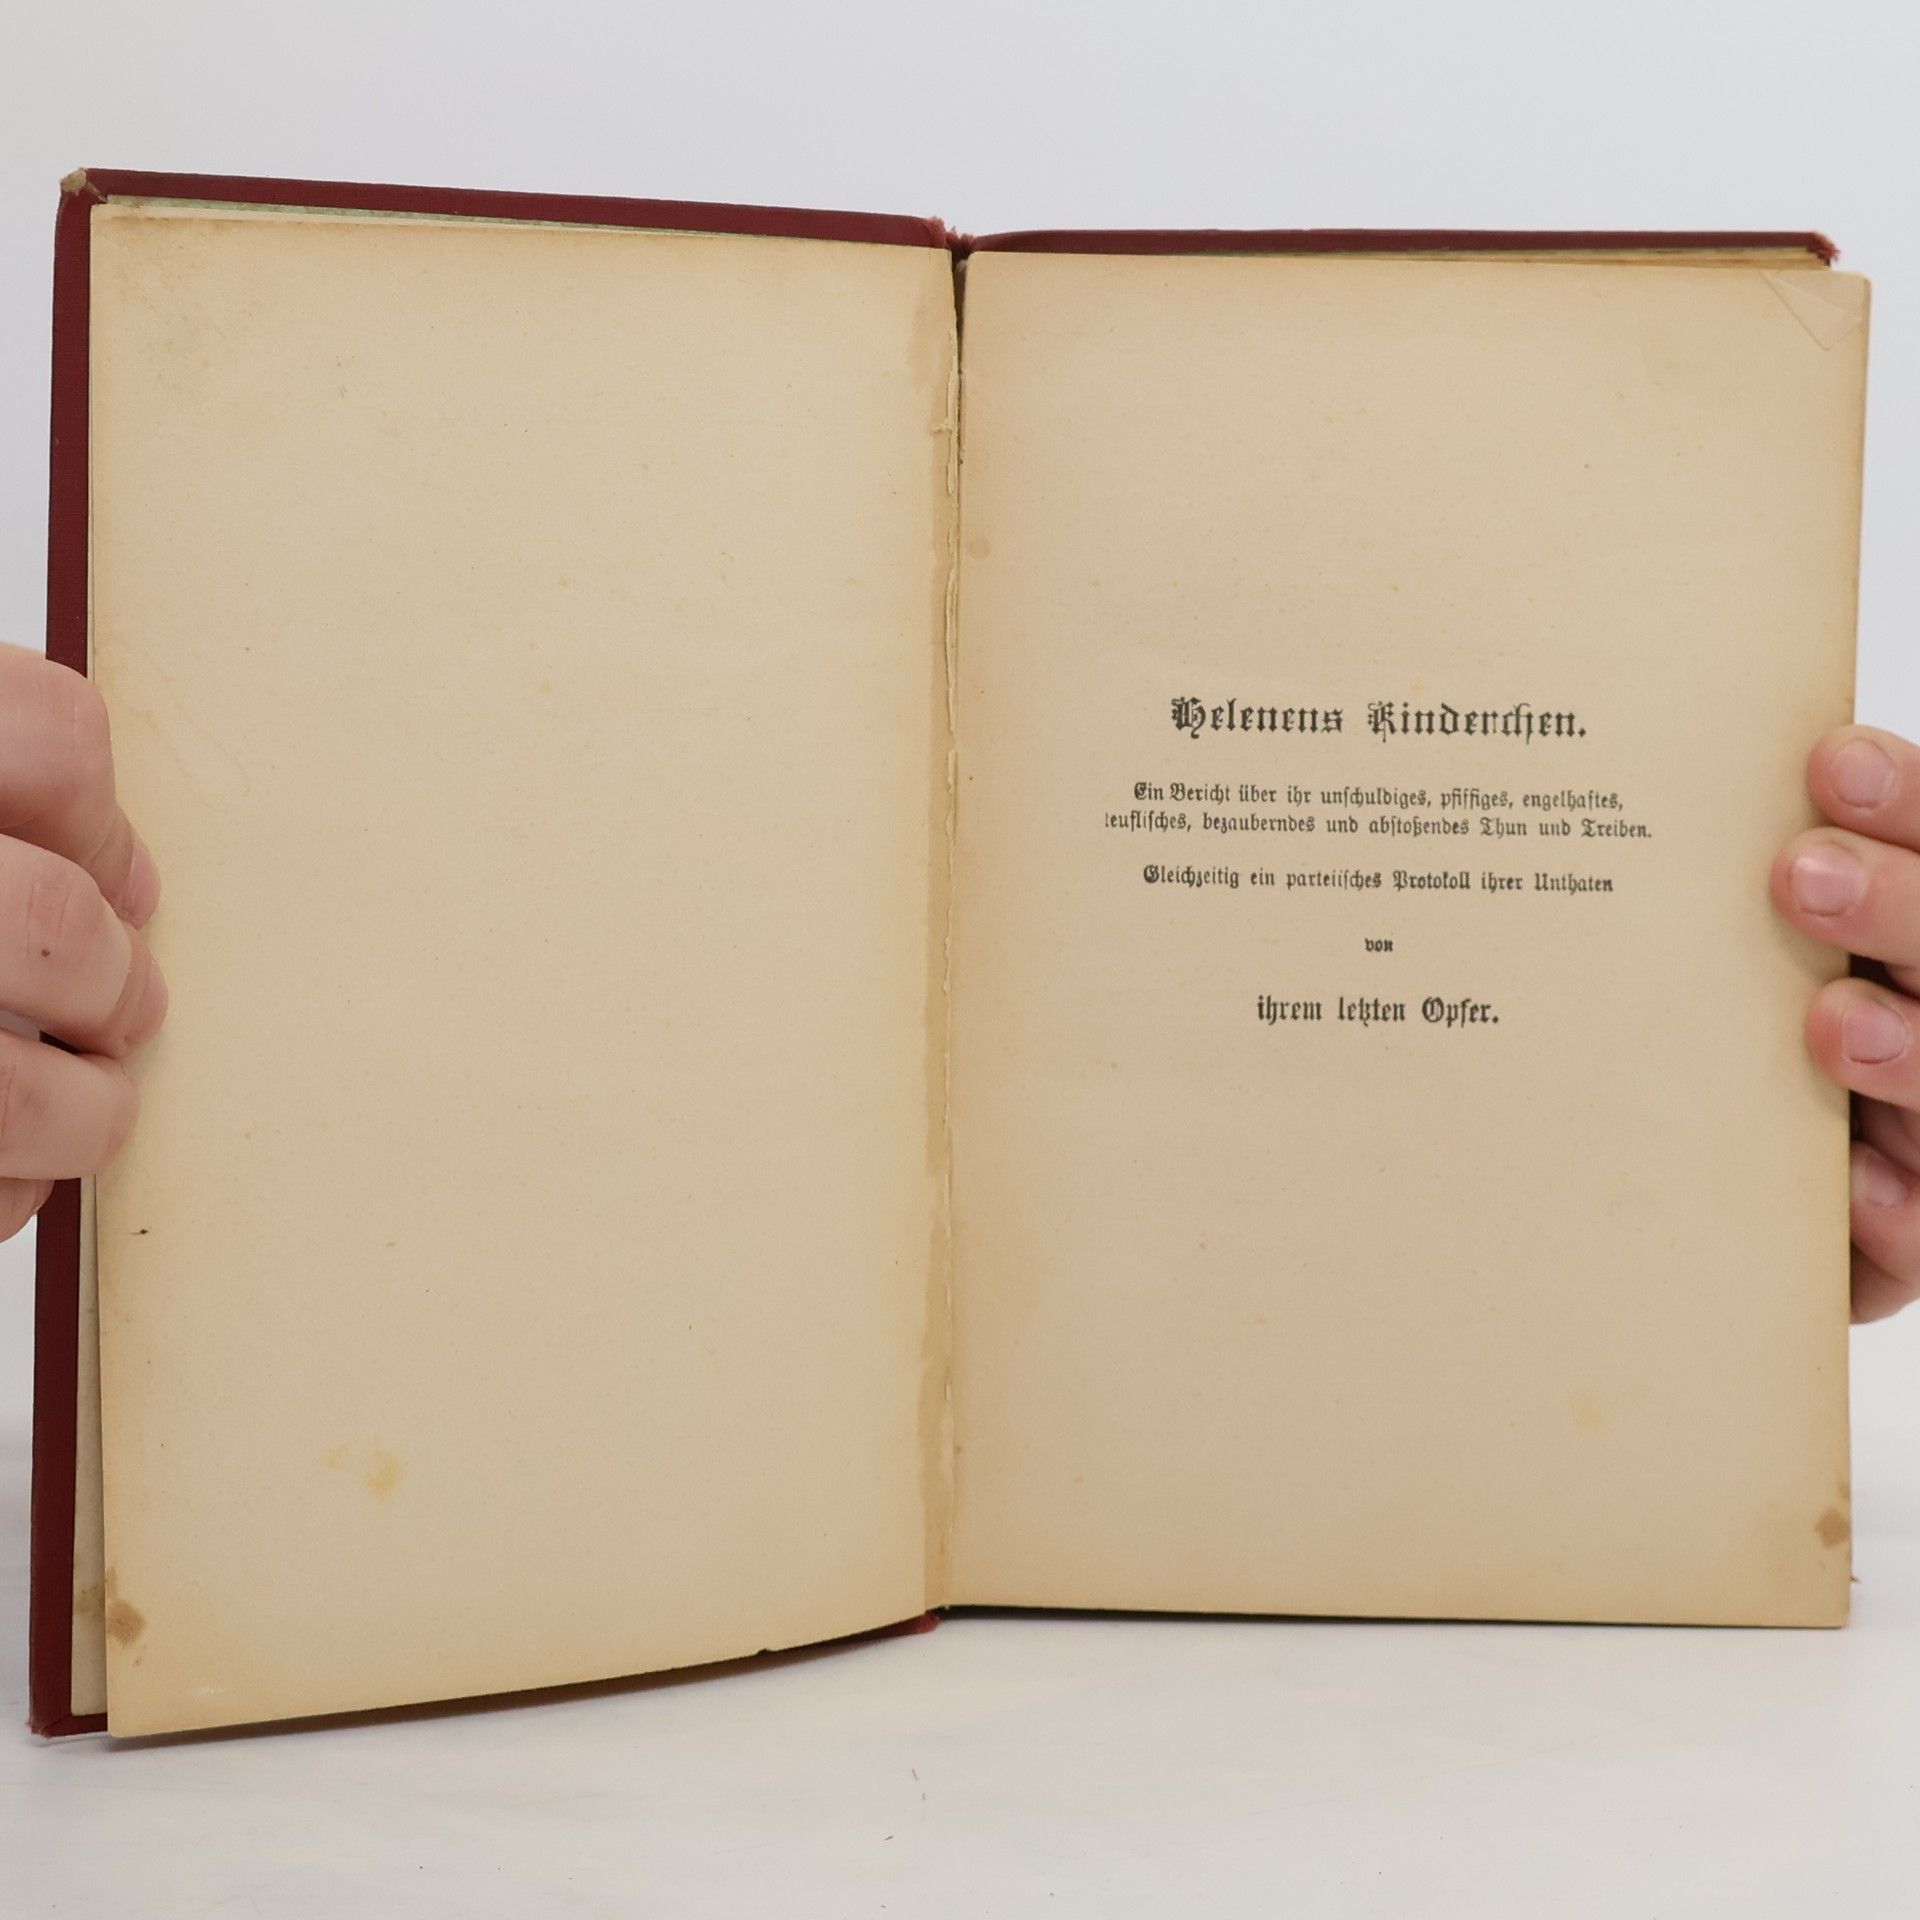 Helenens Kinderchen.
Ein Bericht über ihr unschuldiges, pfiffiges, engelhaftes,
teuflisches, bezauberndes und abstoßendes Thun und Treiben.
Gleichzeitig ein parteiisches Protokoll ihrer Unthaten
von
ihrem letzten Opfer.